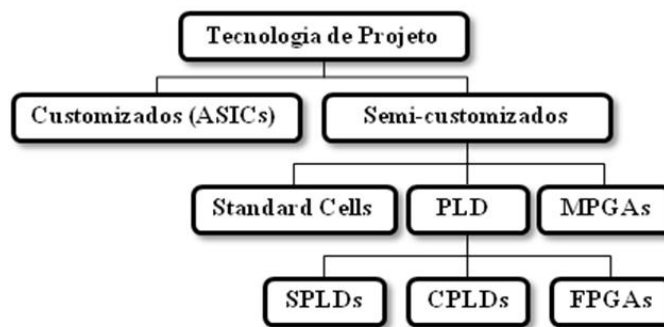 Tecnologia de Projeto
Customizados (ASICs)
Semi-customizados
Standard Cells
PLD
MPGAs
SPLDs
CPLDs
FPGAs